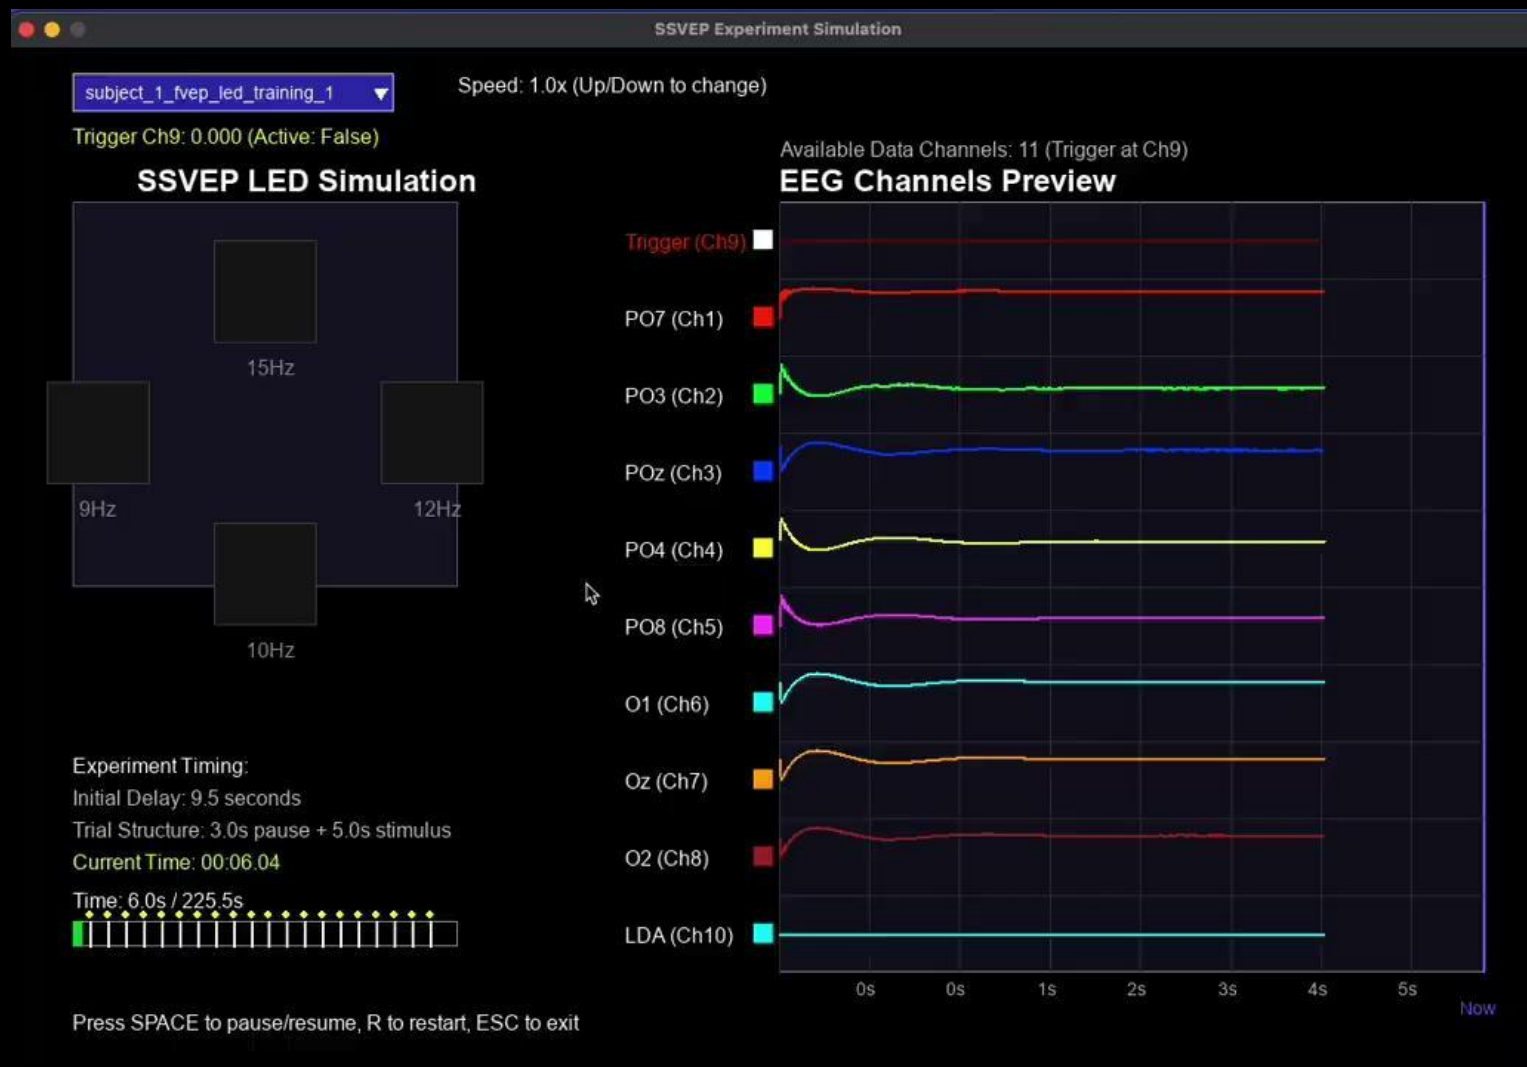 SSVEP Experiment Simulation
subject_1_fvep_led_training_1
Speed: 1.0x (Up/Down to change)
Trigger Ch9: 0.000 (Active: False)
SSVEP LED Simulation
15Hz
9Hz
12Hz
10Hz
Available Data Channels: 11 (Trigger at Ch9)
EEG Channels Preview
Trigger (Ch9)
PO7 (Ch1)
PO3 (Ch2)
POz (Ch3)
PO4 (Ch4)
PO8 (Ch5)
O1 (Ch6)
Oz (Ch7)
O2 (Ch8)
LDA (Ch10)
0s 0s 1s 2s 3s 4s 5s
Now
Experiment Timing:
Initial Delay: 9.5 seconds
Trial Structure: 3.0s pause + 5.0s stimulus
Current Time: 00:06.04
Time: 6.0s / 225.5s
Press SPACE to pause/resume, R to restart, ESC to exit